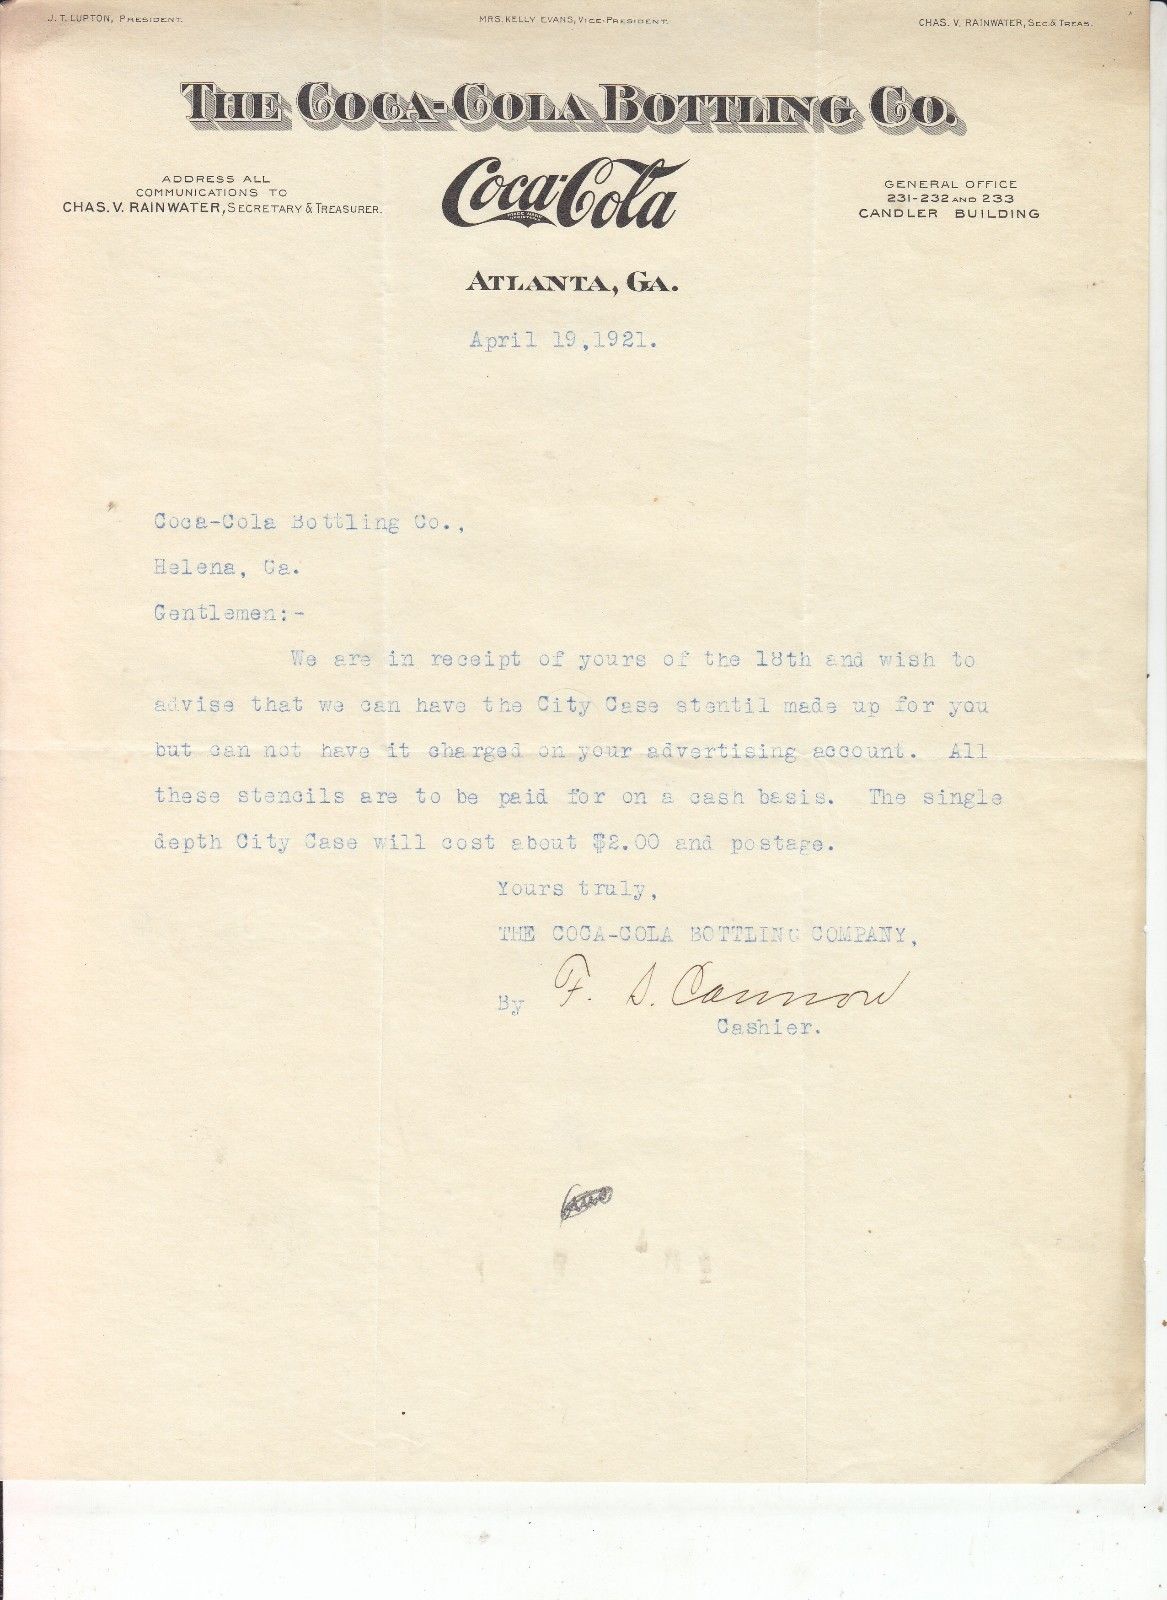 J. T. LUPTON, PRESIDENT.
MRS. KELLY EVANS, VICE-PRESIDENT.
CHAS. V. RAINWATER, SEC. & TREAS.
THE COCA-COLA BOTTLING CO.
ADDRESS ALL
COMMUNICATIONS TO
CHAS. V. RAINWATER, SECRETARY & TREASURER.
Coca-Cola
TRADE MARK
REGISTERED
GENERAL OFFICE
231-232 AND 233
CANDLER BUILDING
ATLANTA, GA.
April 19,1921.
Coca-Cola Bottling Co.,
Helena, Ga.
Gentlemen:-
We are in receipt of yours of the 18th and wish to
advise that we can have the City Case stentil made up for you
but can not have it charged on your advertising account. All
these stencils are to be paid for on a cash basis. The single
depth City Case will cost about $2.00 and postage.
Yours truly,
THE COCA-COLA BOTTLING COMPANY,
By F. S. Cannon
Cashier.